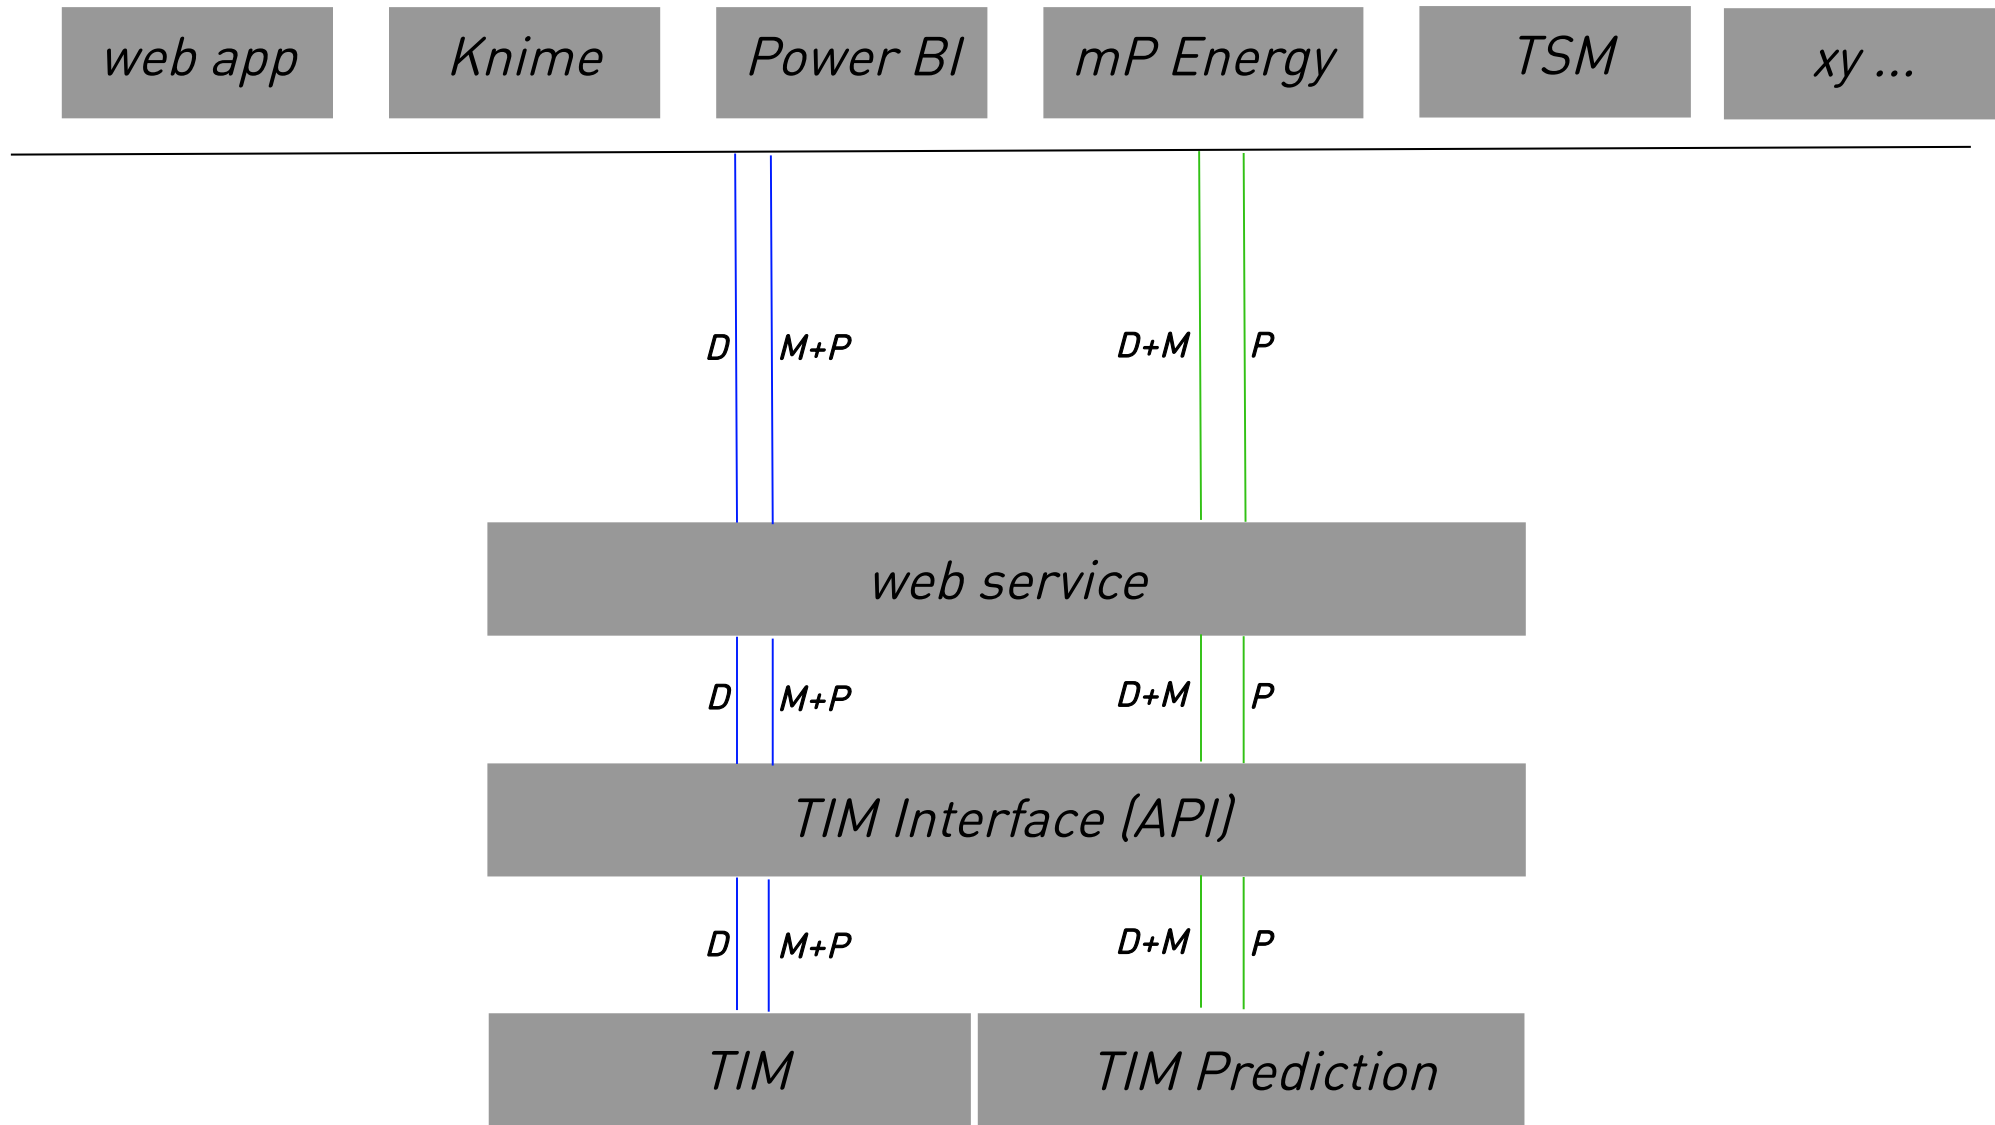 web app
Knime
Power BI
mP Energy
TSM
xy ...
D
M+P
D+M
P
web service
D
M+P
D+M
P
TIM Interface (API)
D
M+P
D+M
P
TIM
TIM Prediction